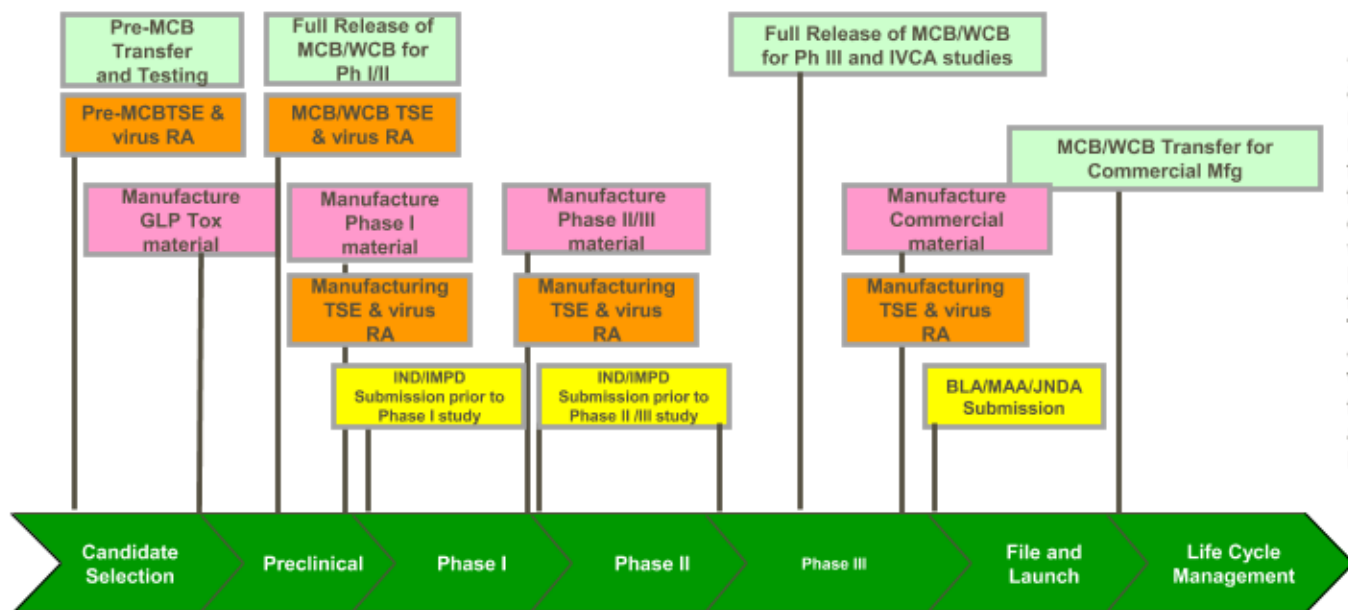 Pre-MCB
Transfer
and Testing
Full Release of
MCB/WCB for
Ph I/II
Full Release of MCB/WCB
for Ph III and IVCA studies
Pre-MCBTSE &
virus RA
MCB/WCB TSE
& virus RA
MCB/WCB Transfer for
Commercial Mfg
Manufacture
GLP Tox
material
Manufacture
Phase I
material
Manufacture
Phase II/III
material
Manufacture
Commercial
material
Manufacturing
TSE & virus
RA
Manufacturing
TSE & virus
RA
Manufacturing
TSE & virus
RA
IND/IMPD
Submission prior to
Phase I study
IND/IMPD
Submission prior to
Phase II /III study
BLA/MAA/JNDA
Submission
Candidate
Selection
Preclinical
Phase I
Phase II
Phase III
File and
Launch
Life Cycle
Management